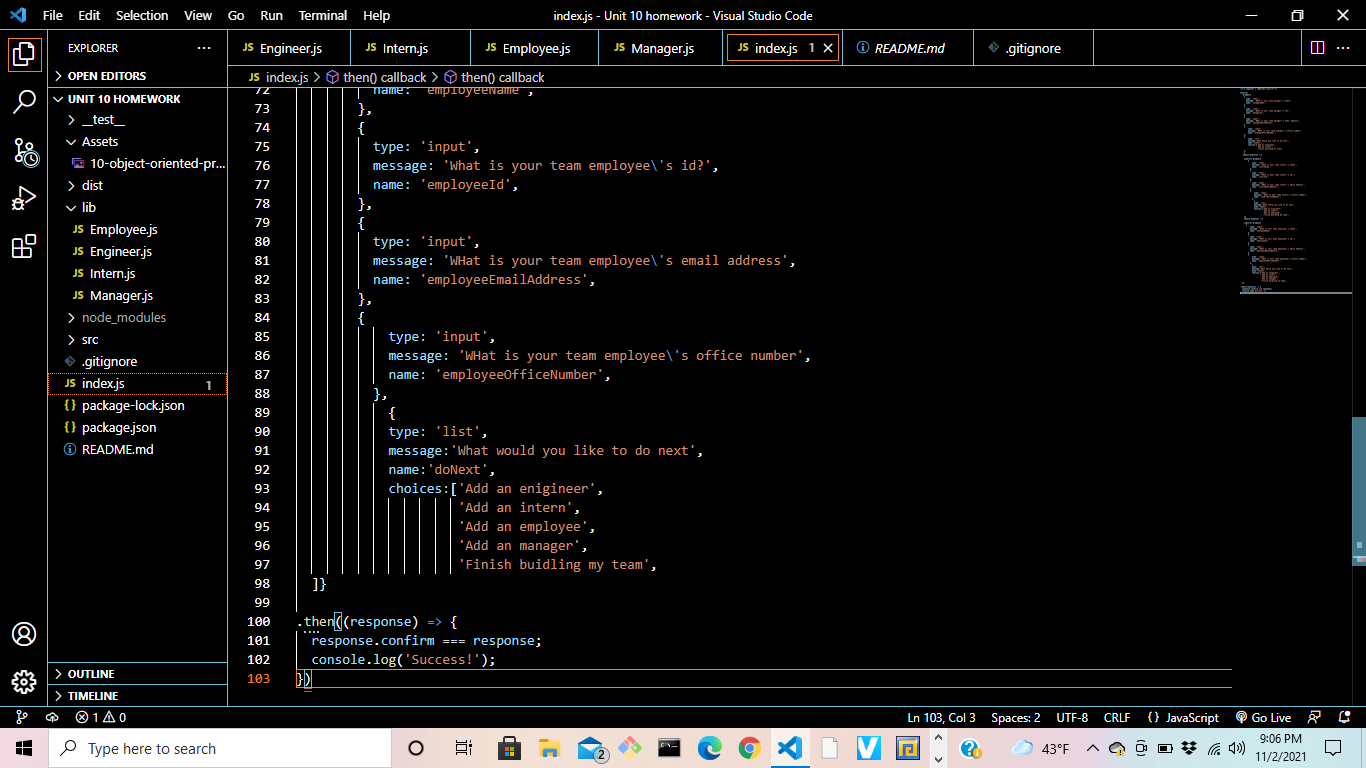 File Edit Selection View Go Run Terminal Help index.js - Unit 10 homework - Visual Studio Code
EXPLORER
Engineer.js Intern.js Employee.js Manager.js index.js 1 README.md .gitignore
OPEN EDITORS
index.js > then() callback > then() callback
UNIT 10 HOMEWORK
__test__
Assets
10-object-oriented-pr...
dist
lib
Employee.js
Engineer.js
Intern.js
Manager.js
node_modules
src
.gitignore
index.js 1
package-lock.json
package.json
README.md
OUTLINE
TIMELINE
72 name: 'employeeName',
73 },
74 {
75 type: 'input',
76 message: 'What is your team employee\'s id?',
77 name: 'employeeId',
78 },
79 {
80 type: 'input',
81 message: 'WHat is your team employee\'s email address',
82 name: 'employeeEmailAddress',
83 },
84 {
85 type: 'input',
86 message: 'WHat is your team employee\'s office number',
87 name: 'employeeOfficeNumber',
88 },
89 {
90 type: 'list',
91 message:'What would you like to do next',
92 name:'doNext',
93 choices:['Add an enigineer',
94 'Add an intern',
95 'Add an employee',
96 'Add an manager',
97 'Finish buidling my team',
98 ]}
99
100 .then((response) => {
101 response.confirm === response;
102 console.log('Success!');
103 })
1 0 Ln 103, Col 3 Spaces: 2 UTF-8 CRLF {} JavaScript Go Live
Type here to search
2
43°F
9:06 PM
11/2/2021